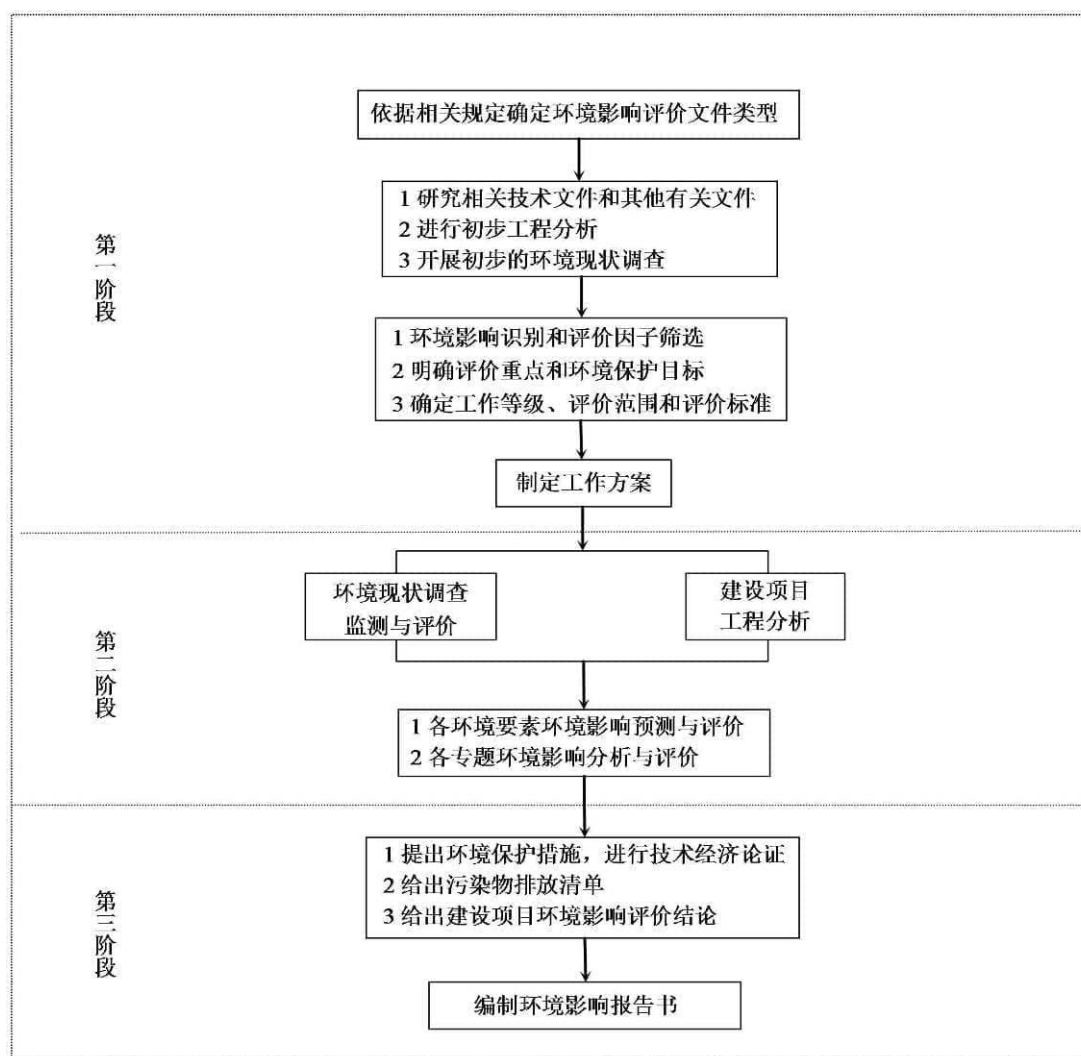 依据相关规定确定环境影响评价文件类型
1 研究相关技术文件和其他有关文件
2 进行初步工程分析
3 开展初步的环境现状调查
第一阶段
1 环境影响识别和评价因子筛选
2 明确评价重点和环境保护目标
3 确定工作等级、评价范围和评价标准
制定工作方案
环境现状调查
监测与评价
建设项目
工程分析
第二阶段
1 各环境要素环境影响预测与评价
2 各专题环境影响分析与评价
1 提出环境保护措施，进行技术经济论证
2 给出污染物排放清单
3 给出建设项目环境影响评价结论
第三阶段
编制环境影响报告书